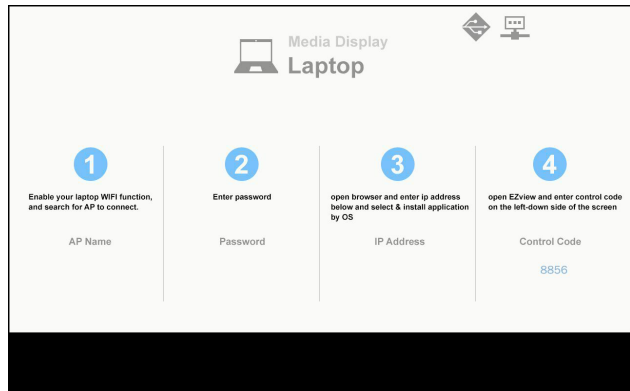 Media Display
Laptop
1
Enable your laptop WIFI function,
and search for AP to connect.
AP Name
2
Enter password
Password
3
open browser and enter ip address
below and select & install application
by OS
IP Address
4
open EZview and enter control code
on the left-down side of the screen
Control Code
8856